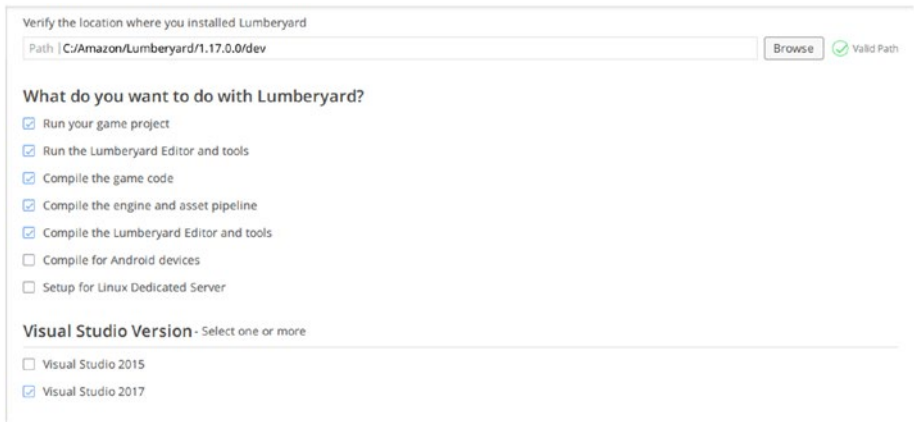 Verify the location where you installed Lumberyard
Path C:/Amazon/Lumberyard/1.17.0.0/dev Browse Valid Path
What do you want to do with Lumberyard?
Run your game project
Run the Lumberyard Editor and tools
Compile the game code
Compile the engine and asset pipeline
Compile the Lumberyard Editor and tools
Compile for Android devices
Setup for Linux Dedicated Server
Visual Studio Version - Select one or more
Visual Studio 2015
Visual Studio 2017